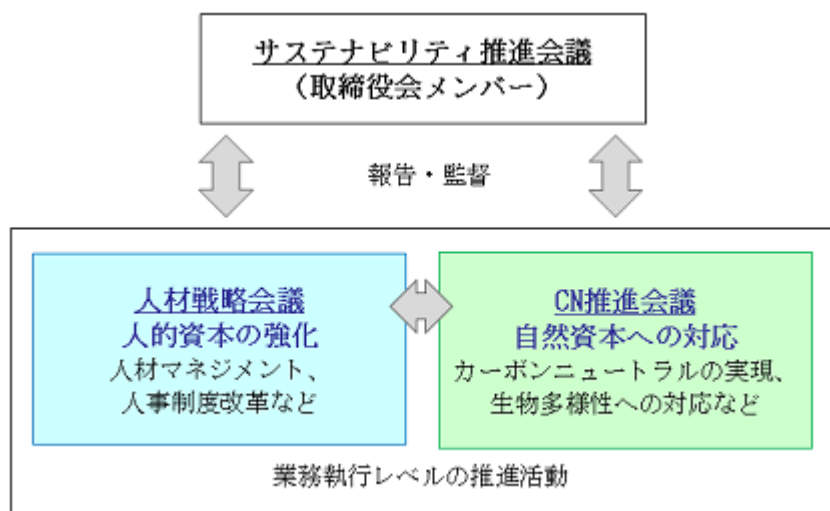 サステナビリティ推進会議
（取締役会メンバー）
報告・監督
人材戦略会議
人的資本の強化
人材マネジメント、
人事制度改革など
CN推進会議
自然資本への対応
カーボンニュートラルの実現、
生物多様性への対応など
業務執行レベルの推進活動